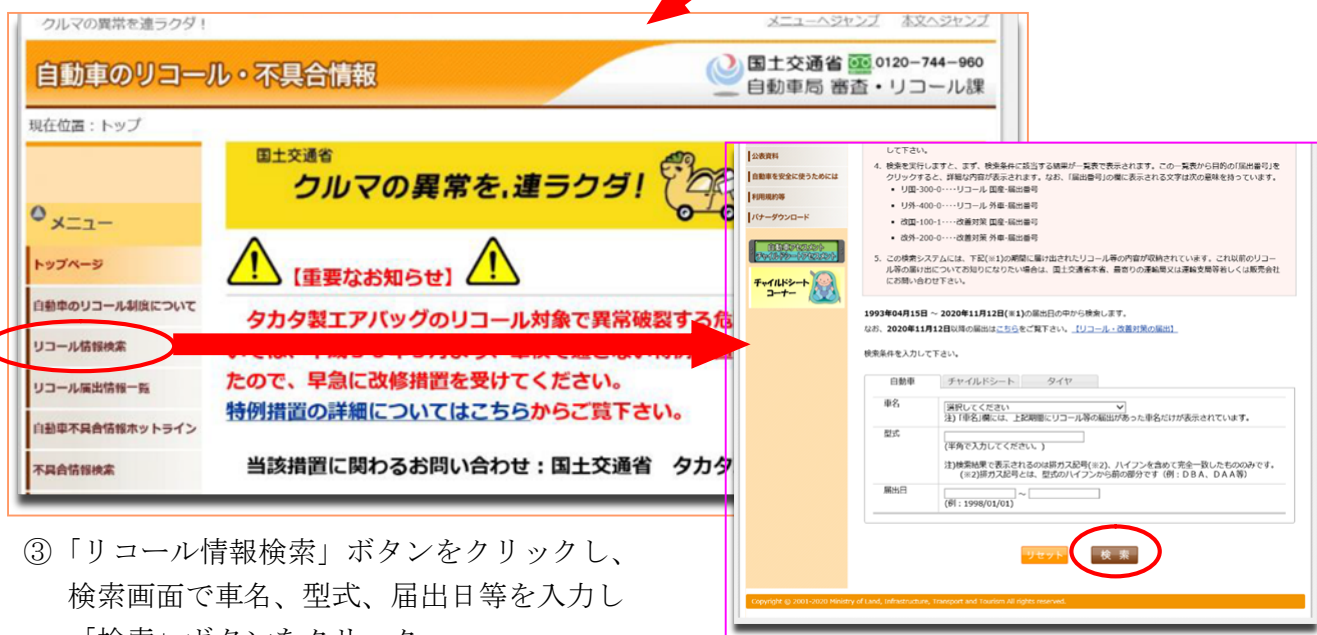 クルマの異常を連ラクダ！
メニューへジャンプ 本文へジャンプ
自動車のリコール・不具合情報
国土交通省 0120-744-960
自動車局 審査・リコール課
現在位置：トップ
メニュー
トップページ
自動車のリコール制度について
リコール情報検索
リコール届出情報一覧
自動車不具合情報ホットライン
不具合情報検索
国土交通省
クルマの異常を,連ラクダ！
【重要なお知らせ】
タカタ製エアバッグのリコール対象で異常破裂する危
たので、早急に改修措置を受けてください。
特例措置の詳細についてはこちらからご覧下さい。
当該措置に関わるお問い合わせ：国土交通省 タカタ
公表資料
自動車を安全に使うためには
利用規約等
バナーダウンロード
自動車アセスメント
チャイルドシートアセスメント
チャイルドシート
コーナー
して下さい。
4. 検索を実行しますと、まず、検索条件に該当する結果が一覧表で表示されます。この一覧表から目的の「届出番号」を
クリックすると、詳細な内容が表示されます。なお、「届出番号」の欄に表示される文字は次の意味を持っています。
• リ国-300-0････リコール 国産-届出番号
• リ外-400-0････リコール 外車-届出番号
• 改国-100-1････改善対策 国産-届出番号
• 改外-200-0････改善対策 外車-届出番号
5. この検索システムには、下記(※1)の期間に届け出されたリコール等の内容が収納されています。これ以前のリコー
ル等の届け出についてお知りになりたい場合は、国土交通省本省、最寄りの運輸局又は運輸支局等若しくは販売会社
にお問い合わせ下さい。
1993年04月15日 ～ 2020年11月12日(※1)の届出日の中から検索します。
なお、2020年11月12日以降の届出はこちらをご覧下さい。【リコール・改善対策の届出】
検索条件を入力して下さい。
自動車 チャイルドシート タイヤ
車名 選択してください
注)「車名」欄には、上記期間にリコール等の届出があった車名だけが表示されています。
型式
(半角で入力してください。)
注)検索結果で表示されるのは排ガス記号(※2)、ハイフンを含めて完全一致したもののみです。
(※2)排ガス記号とは、型式のハイフンから前の部分です（例：ＤＢＡ、ＤＡＡ等）
届出日 ～
(例：1998/01/01)
リセット 検 索
Copyright © 2001-2020 Ministry of Land, Infrastructure, Transport and Tourism All rights reserved.
③「リコール情報検索」ボタンをクリックし、
検索画面で車名、型式、届出日等を入力し